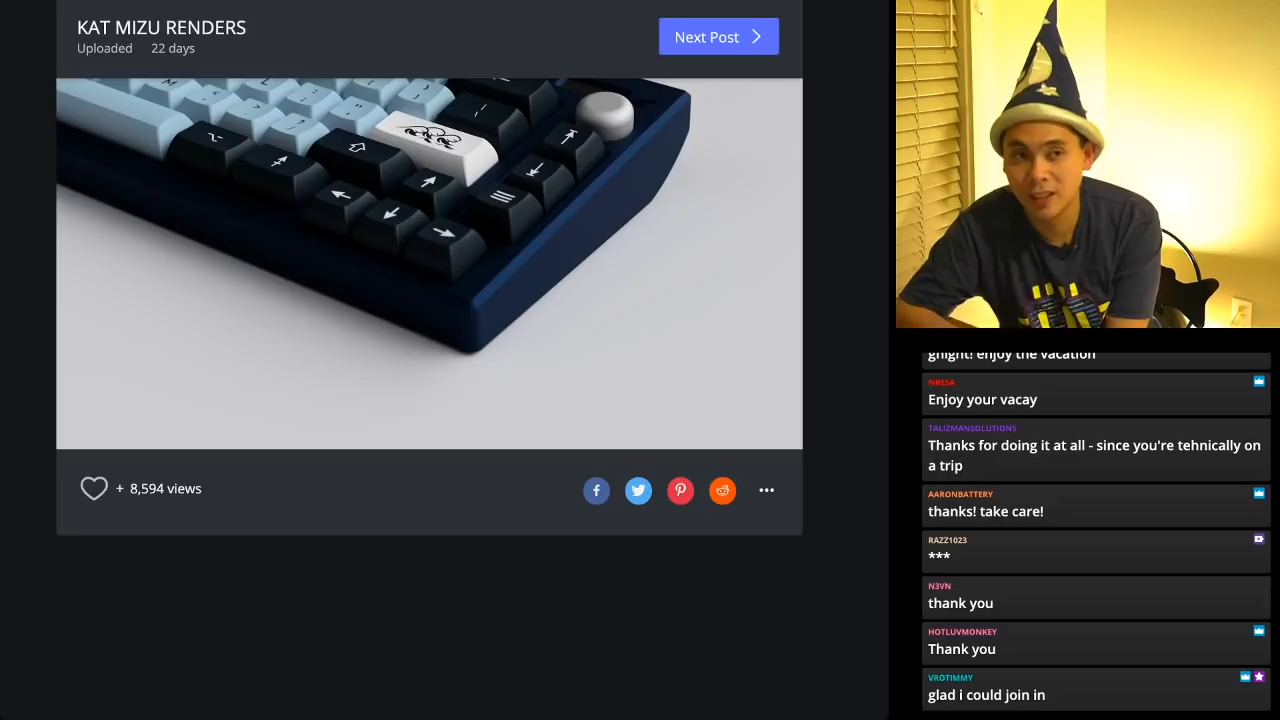 KAT MIZU RENDERS
Uploaded 22 days
Next Post
+ 8,594 views
gnight! enjoy the vacation
NBESA
Enjoy your vacay
TALIZMANSOLUTIONS
Thanks for doing it at all - since you're tehnically on
a trip
AARONBATTERY
thanks! take care!
RAZZ1023
***
N3VN
thank you
HOTLUVMONKEY
Thank you
VROTIMMY
glad i could join in